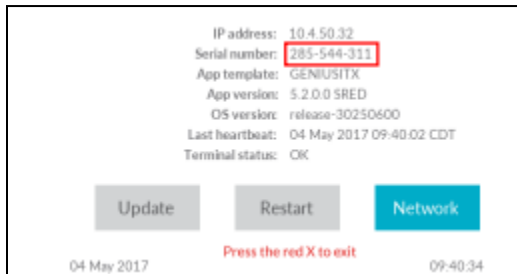 IP address: 10.4.50.32
Serial number: 285-544-311
App template: GENIUSITX
App version: 5.2.0.0 SRED
OS version: release-30250600
Last heartbeat: 04 May 2017 09:40:02 CDT
Terminal status: OK
Update Restart Network
Press the red X to exit
04 May 2017 09:40:34